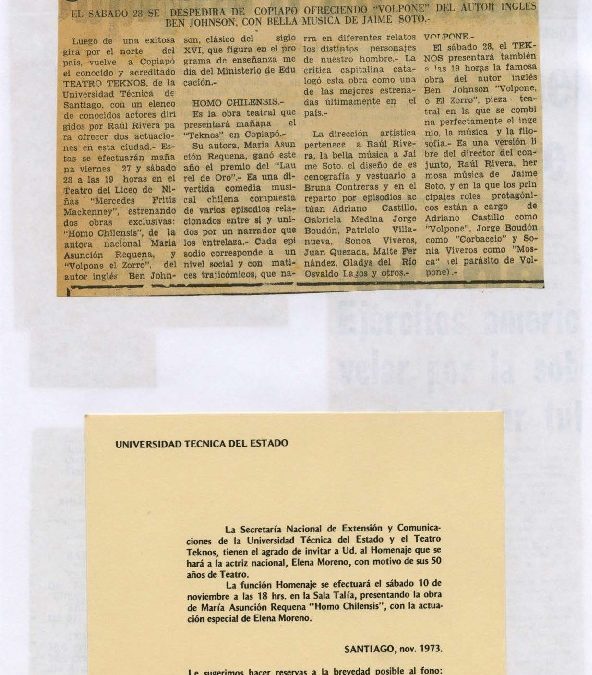 EL SABADO 28 SE DESPEDIRA DE COPIAPO OFRECIENDO "VOLPONE" DEL AUTOR INGLES
BEN JOHNSON, CON BELLA MUSICA DE JAIME SOTO.-
Luego de una exitosa
gira por el norte del
país, vuelve a Copiapó
el conocido y acreditado
TEATRO TEKNOS, de la
Universidad Técnica de
Santiago, con un elenco
de conocidos actores diri
gidos por Raúl Rivera pa
ra ofrecer dos actuacio-
nes en esta ciudad.- Es-
tos se efectuarán maña
na viernes 27 y sábado
28 a las 19 horas en el
Teatro del Liceo de Ni-
ñas "Mercedes Fritis
Mackenney", estrenando
dos obras exclusivas:
"Homo Chilensis", de la
autora nacional María
Asunción Requena, y
"Volpone el Zorro", del
autor inglés Ben John-
son, clásico del siglo
XVI, que figura en el pro
grama de enseñanza me
dia del Ministerio de Edu
cación.-
HOMO CHILENSIS.-
Es la obra teatral que
presentará mañana el
"Teknos" en Copiapó.-
Su autora, María Asun
ción Requena, ganó este
año el premio del "Lau
rel de Oro".- Es una di-
vertida comedia musi-
cal chilena compuesta
de varios episodios rela-
cionados entre sí y uni-
dos por un narrador que
los entrelaza.- Cada epi
sodio corresponde a un
nivel social y con mati-
ces tragicómicos, que na-
rra en diferentes relatos
los distintos personajes
de nuestro hombre.- La
crítica capitalina cata-
logó esta obra como una
de las mejores estrena-
das últimamente en el
país.-
La dirección artística
pertenece a Raúl Rive-
ra, la bella música a Jai
me Soto, el diseño de es
cenografía y vestuario a
Bruna Contreras y en el
reparto por episodios ac
túan Adriano Castillo,
Gabriela Medina Jorge
Boudón, Patricio Villa-
nueva, Sonoa Viveros,
Juan Quezaca, Maite Fer
nández, Gladys del Río
Osvaldo Lagos y otros.-
VOLPONE.-
El sábado 28, el TEK-
NOS presentará también
a las 19 horas la famosa
obra del autor inglés
Ben Johnson "Volpone,
o El Zorro", pieza tea-
tral en la que se combi
na perfectamente el inge
nio, la música y la filo-
sofía.- Es una versión li
bre del director del con-
junto, Raúl Rivera, her
mosa música de Jaime
Soto, y en la que los prin
cipales roles protagóni-
cos están a cargo de
Adriano Castillo como
"Volpone", Jorge Boudón
como "Corbaccio" y So-
nia Viveros como "Mos-
ca" (el parásito de Vol-
pone).-
UNIVERSIDAD TECNICA DEL ESTADO
La Secretaría Nacional de Extensión y Comunica-
ciones de la Universidad Técnica del Estado y el Teatro
Teknos, tienen el agrado de invitar a Ud. al Homenaje que se
hará a la actriz nacional, Elena Moreno, con motivo de sus 50
años de Teatro.
La función Homenaje se efectuará el sábado 10 de
noviembre a las 18 hrs. en la Sala Talía, presentando la obra
de María Asunción Requena "Homo Chilensis", con la actua-
ción especial de Elena Moreno.
SANTIAGO, nov. 1973.
Le sugerimos hacer reservas a la brevedad posible al fono: